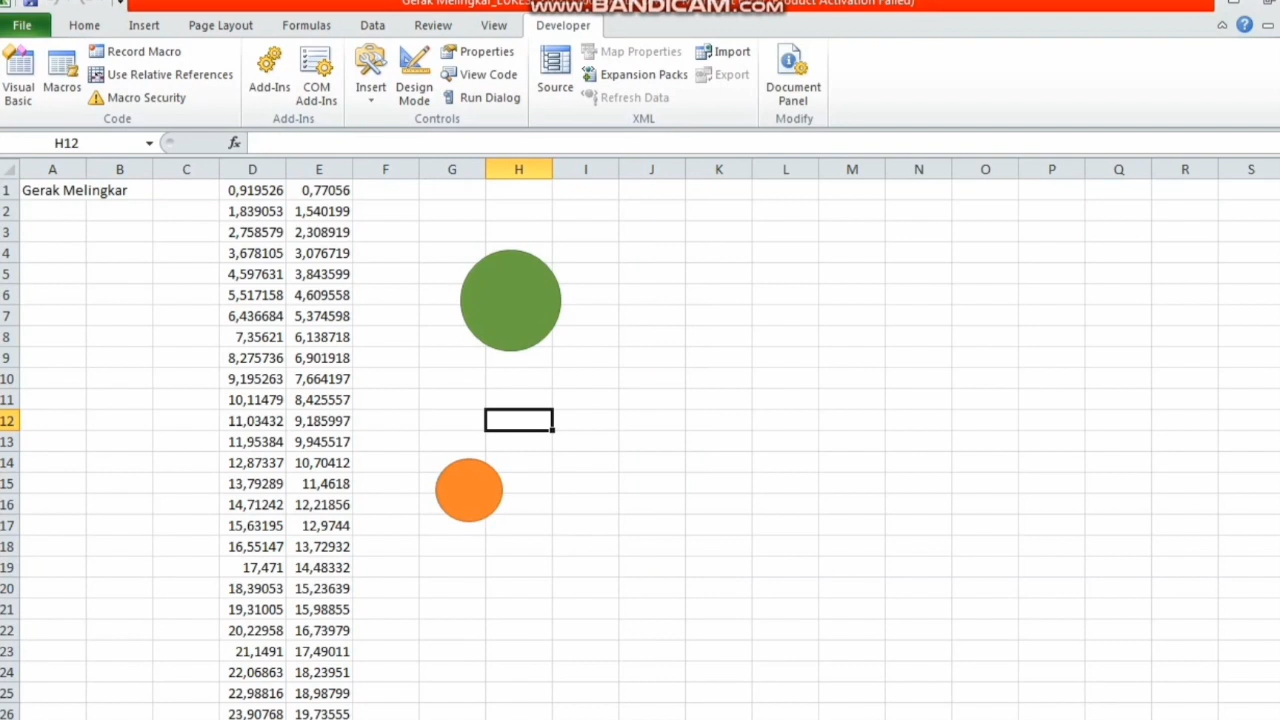 Gerak Melingkar_LUKES
www.BANDICAM.com
oduct Activation Failed)
File Home Insert Page Layout Formulas Data Review View Developer
Visual Basic
Macros
Record Macro
Use Relative References
Macro Security
Code
Add-Ins
COM Add-Ins
Add-Ins
Insert
Design Mode
Properties
View Code
Run Dialog
Controls
Source
Map Properties
Expansion Packs
Refresh Data
Import
Export
XML
Document Panel
Modify
H12 fx
A B C D E F G H I J K L M N O P Q R S
1 Gerak Melingkar 0,919526 0,77056
2 1,839053 1,540199
3 2,758579 2,308919
4 3,678105 3,076719
5 4,597631 3,843599
6 5,517158 4,609558
7 6,436684 5,374598
8 7,35621 6,138718
9 8,275736 6,901918
10 9,195263 7,664197
11 10,11479 8,425557
12 11,03432 9,185997
13 11,95384 9,945517
14 12,87337 10,70412
15 13,79289 11,4618
16 14,71242 12,21856
17 15,63195 12,9744
18 16,55147 13,72932
19 17,471 14,48332
20 18,39053 15,23639
21 19,31005 15,98855
22 20,22958 16,73979
23 21,1491 17,49011
24 22,06863 18,23951
25 22,98816 18,98799
26 23,90768 19,73555